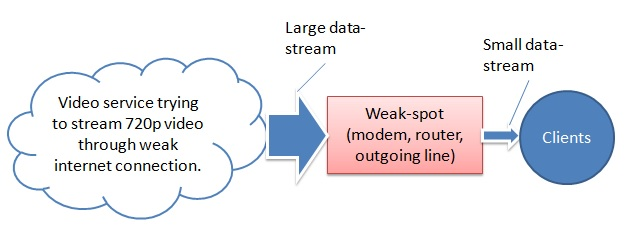 Large data-
stream
Small data-
stream
Video service trying
to stream 720p video
through weak
internet connection.
Weak-spot
(modem, router,
outgoing line)
Clients